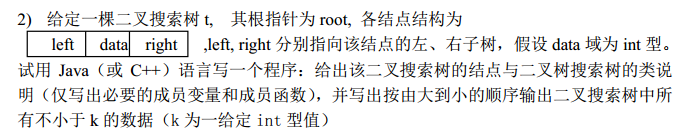 2) 给定一棵二叉搜索树 t, 其根指针为 root, 各结点结构为
left data right ,left, right 分别指向该结点的左、右子树，假设 data 域为 int 型。
试用 Java（或 C++）语言写一个程序：给出该二叉搜索树的结点与二叉树搜索树的类说
明（仅写出必要的成员变量和成员函数），并写出按由大到小的顺序输出二叉搜索树中所
有不小于 k 的数据（k 为一给定 int 型值）